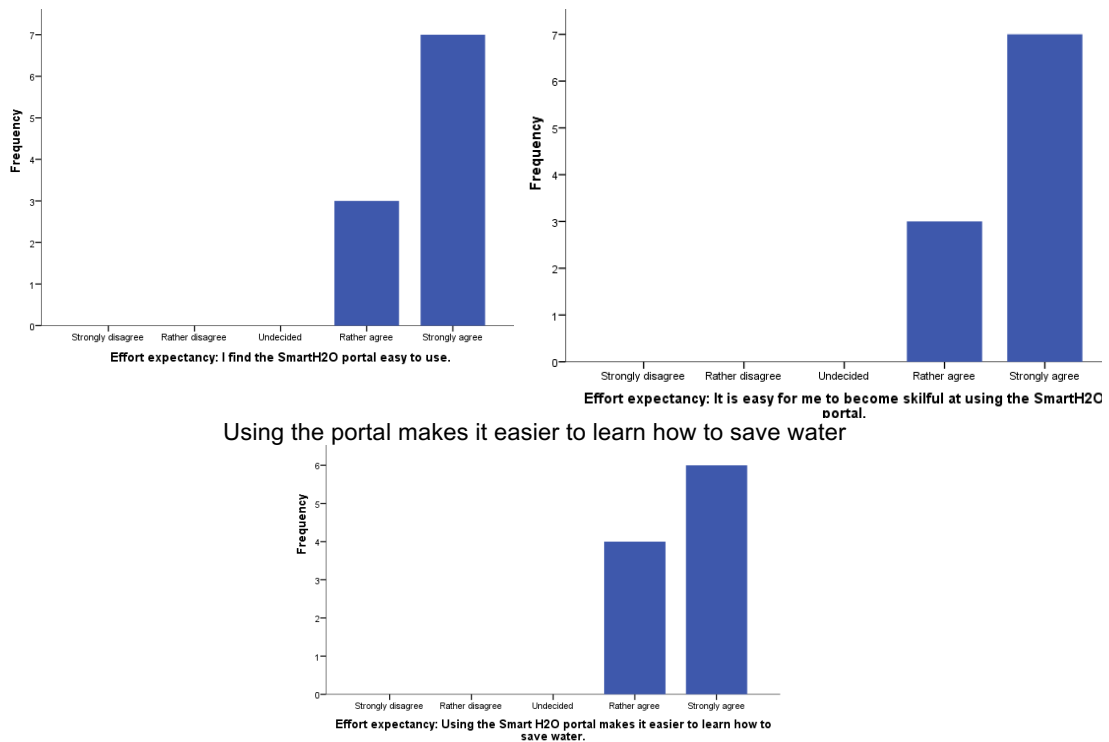 7
6
5
4
3
2
1
0
Frequency
Strongly disagree Rather disagree Undecided Rather agree Strongly agree
Effort expectancy: I find the SmartH2O portal easy to use.
7
6
5
4
3
2
1
0
Frequency
Strongly disagree Rather disagree Undecided Rather agree Strongly agree
Effort expectancy: It is easy for me to become skilful at using the SmartH2O
portal.
Using the portal makes it easier to learn how to save water
6
5
4
3
2
1
0
Frequency
Strongly disagree Rather disagree Undecided Rather agree Strongly agree
Effort expectancy: Using the Smart H2O portal makes it easier to learn how to
save water.